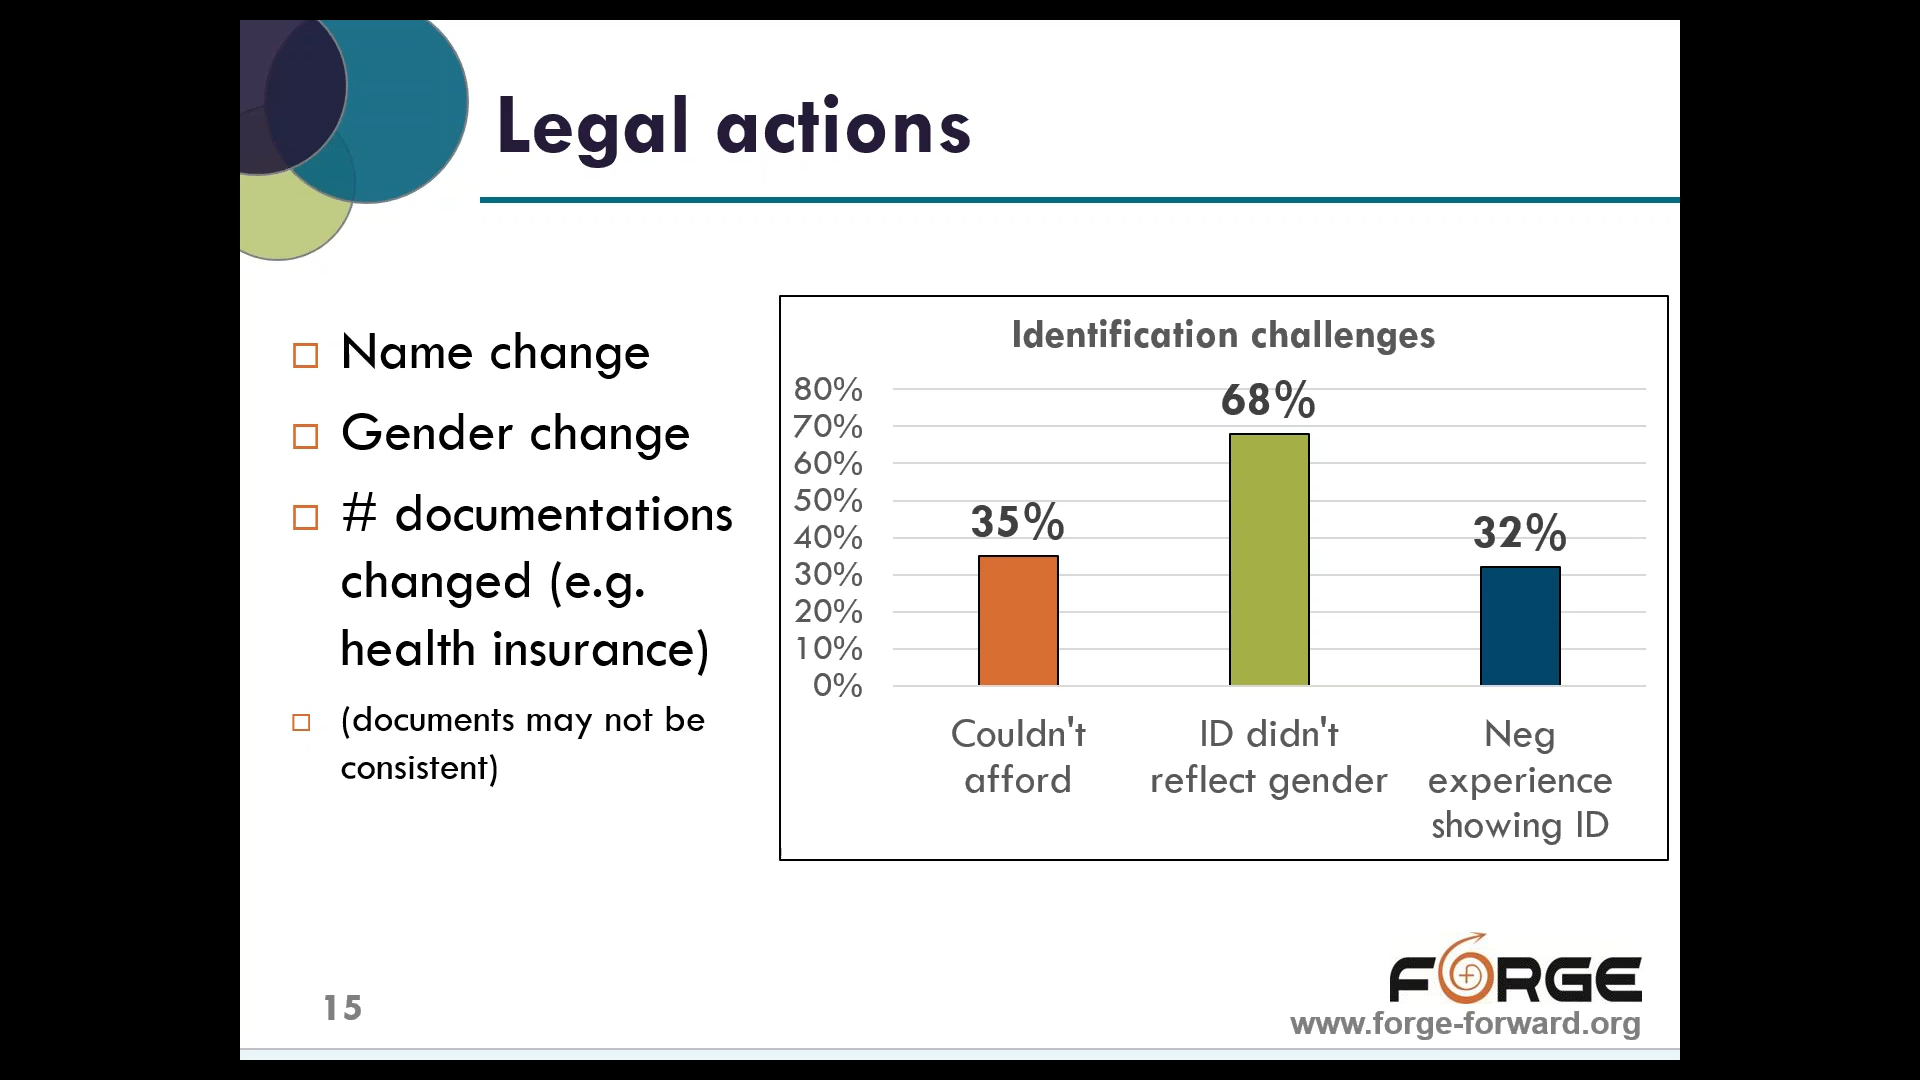 Legal actions
Name change
Gender change
# documentations
changed (e.g.
health insurance)
(documents may not be
consistent)
Identification challenges
80%
70%
60%
50%
40%
30%
20%
10%
0%
35%
68%
32%
Couldn't
afford
ID didn't
reflect gender
Neg
experience
showing ID
15
FORGE
www.forge-forward.org